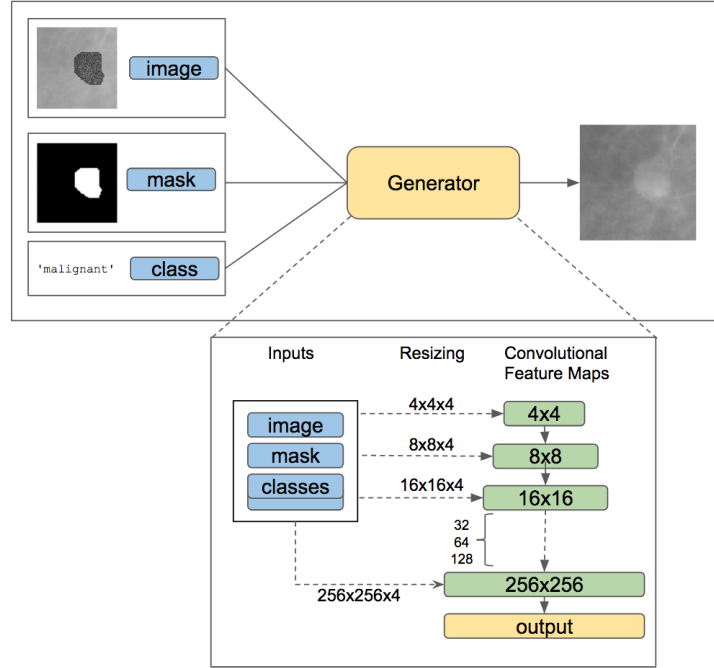 image
mask
'malignant'
class
Generator
Inputs
Resizing
Convolutional
Feature Maps
image
mask
classes
4x4x4
8x8x4
16x16x4
4x4
8x8
16x16
32
64
128
256x256x4
256x256
output